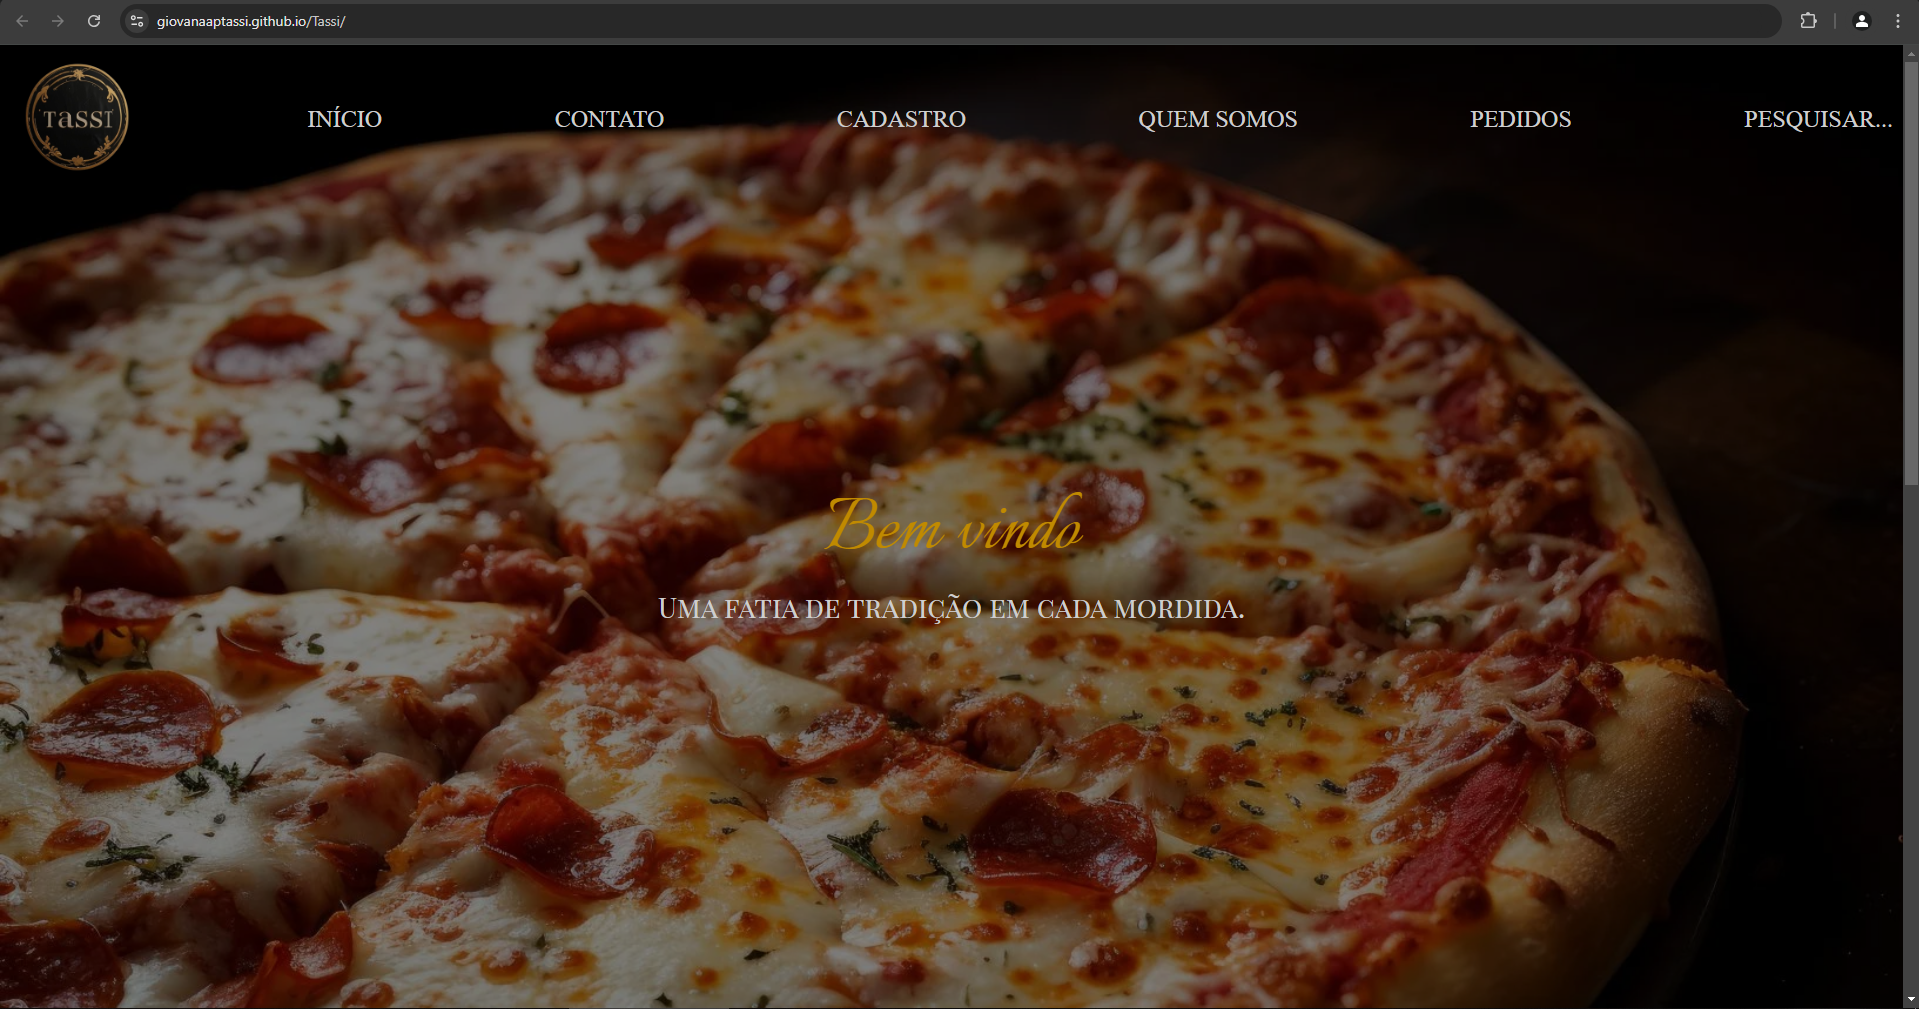 giovanaaptassi.github.io/Tassi/
TASSI
INÍCIO CONTATO CADASTRO QUEM SOMOS PEDIDOS PESQUISAR...
Bem vindo
Uma fatia de tradição em cada mordida.